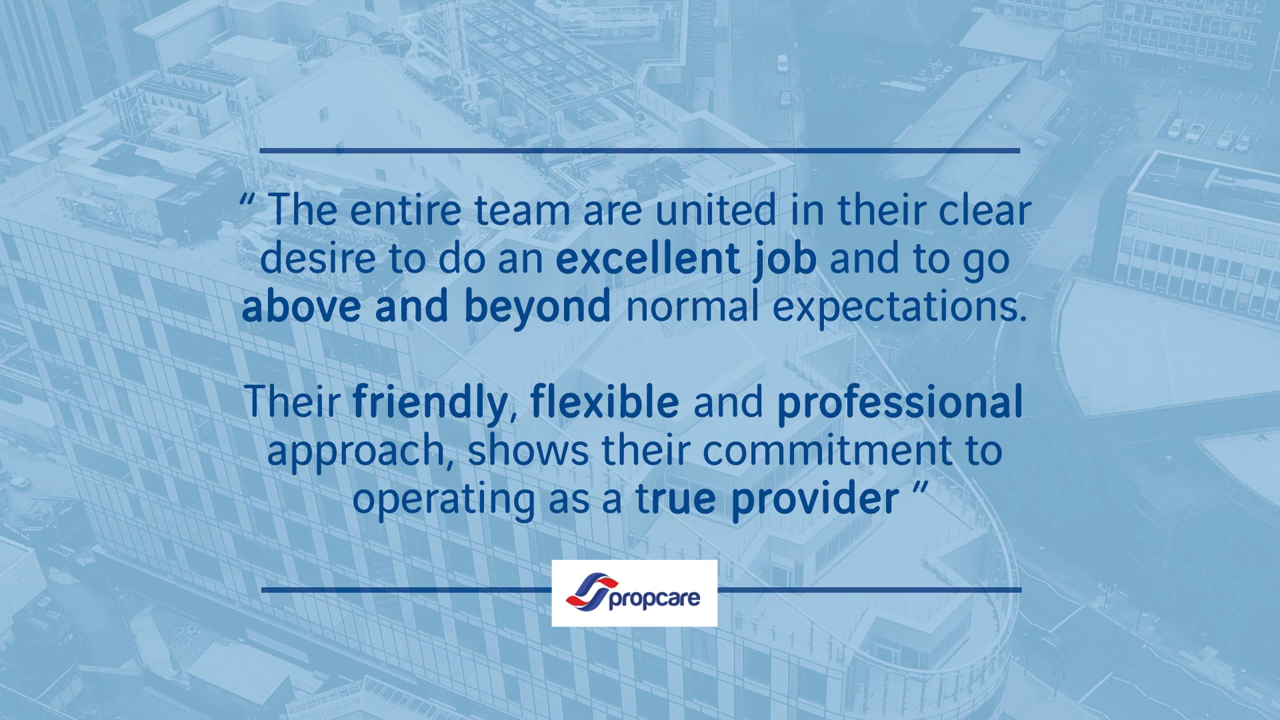 “ The entire team are united in their clear
desire to do an excellent job and to go
above and beyond normal expectations.
Their friendly, flexible and professional
approach, shows their commitment to
operating as a true provider ”
propcare